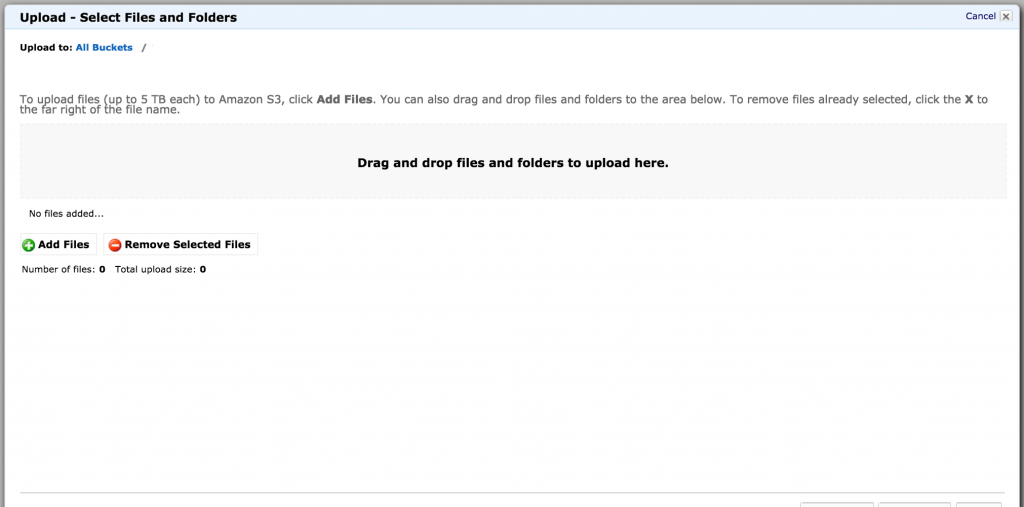 Upload - Select Files and Folders
Cancel
Upload to: All Buckets /
To upload files (up to 5 TB each) to Amazon S3, click Add Files. You can also drag and drop files and folders to the area below. To remove files already selected, click the X to
the far right of the file name.
Drag and drop files and folders to upload here.
No files added...
Add Files Remove Selected Files
Number of files: 0 Total upload size: 0